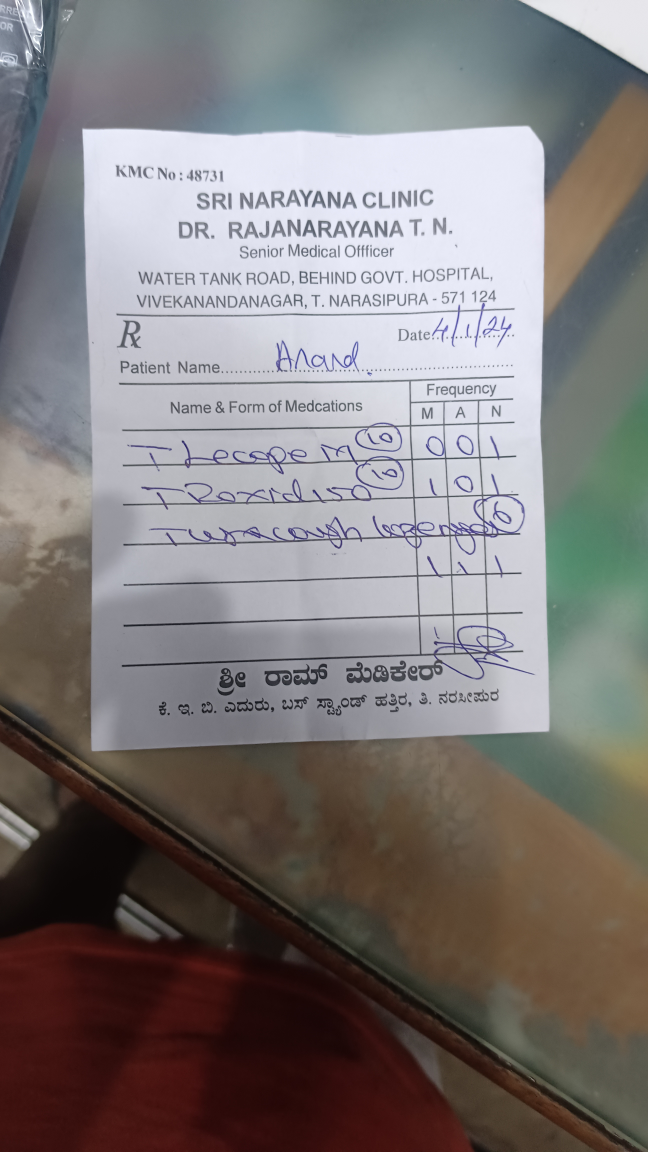 KMC No : 48731
SRI NARAYANA CLINIC
DR. RAJANARAYANA T. N.
Senior Medical Offficer
WATER TANK ROAD, BEHIND GOVT. HOSPITAL,
VIVEKANANDANAGAR, T. NARASIPURA - 571 124
℞
Date: 4/1/24
Patient Name Anand
Name & Form of Medcations Frequency
M A N
T Lecope M 10 0 0 1
T Roxid 150 10 1 0 1
6
1 1 1
ಶ್ರೀ ರಾಮ್ ಮೆಡಿಕೇರ್
ಕೆ. ಇ. ಬಿ. ಎದುರು, ಬಸ್ ಸ್ಟ್ಯಾಂಡ್ ಹತ್ತಿರ, ತಿ. ನರಸೀಪುರ